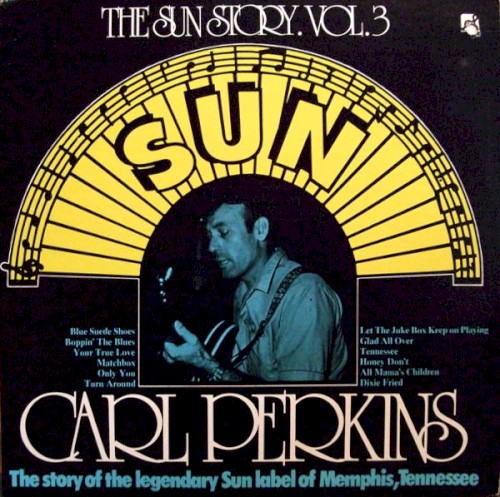 THE SUN STORY. VOL. 3
SUN
Blue Suede Shoes
Boppin' The Blues
Your True Love
Matchbox
Only You
Turn Around
Let The Juke Box Keep on Playing
Glad All Over
Tennessee
Honey Don't
All Mama's Children
Dixie Fried
CARL PERKINS
The story of the legendary Sun label of Memphis, Tennessee